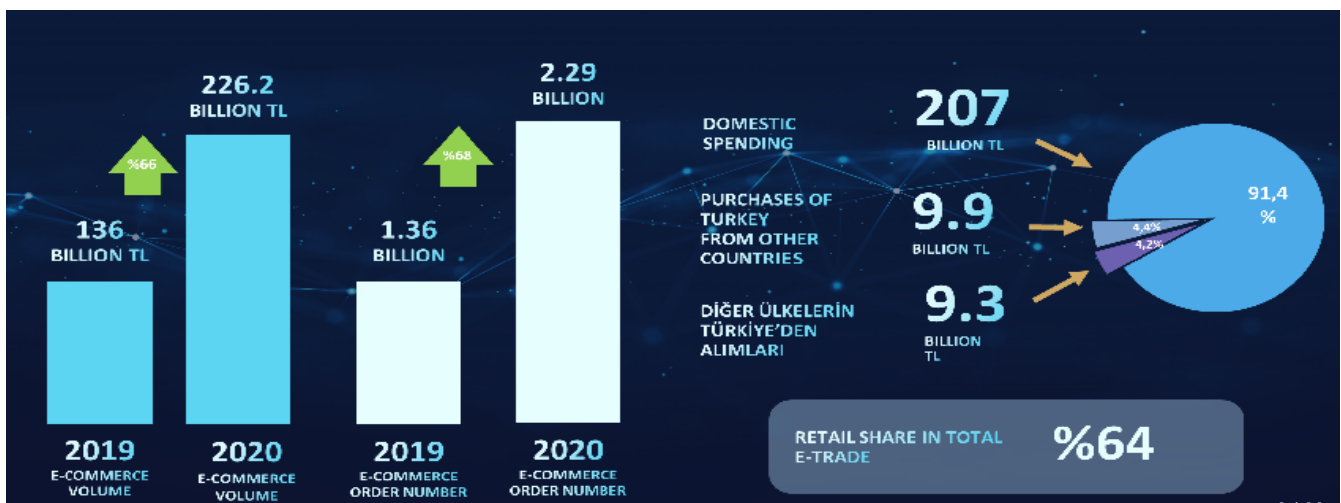 226.2
BILLION TL
%66
136
BILLION TL
2019
E-COMMERCE
VOLUME
2020
E-COMMERCE
VOLUME
2.29
BILLION
%68
1.36
BILLION
2019
E-COMMERCE
ORDER NUMBER
2020
E-COMMERCE
ORDER NUMBER
DOMESTIC
SPENDING
207
BILLION TL
PURCHASES OF
TURKEY
FROM OTHER
COUNTRIES
9.9
BILLION TL
DİĞER ÜLKELERİN
TÜRKİYE’DEN
ALIMLARI
9.3
BILLION
TL
91,4
%
4,4%
4,2%
RETAIL SHARE IN TOTAL
E-TRADE
%64